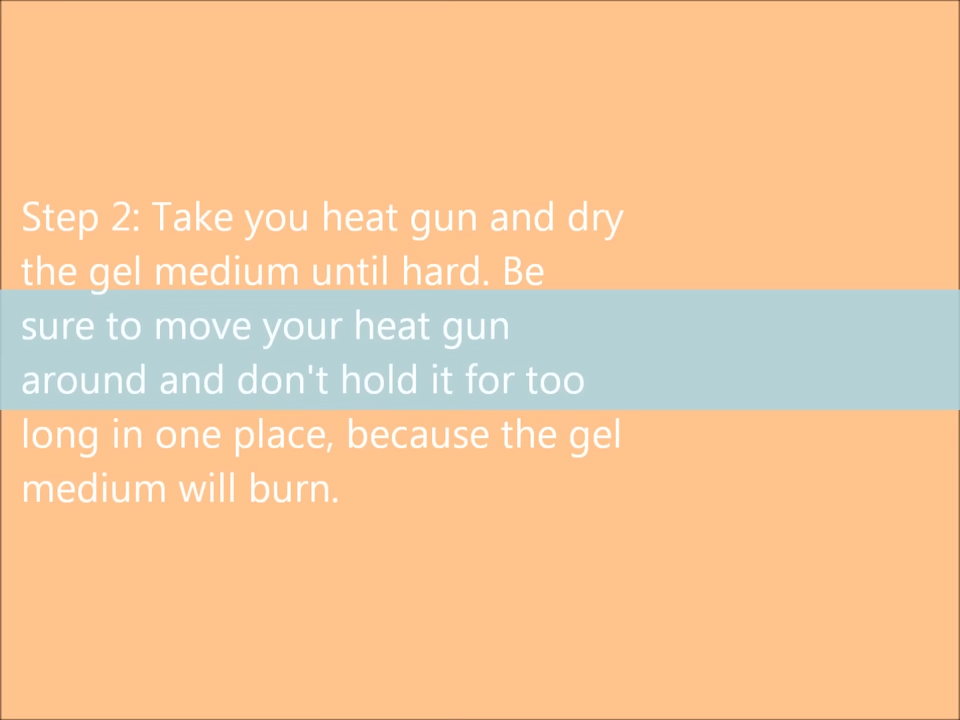 Step 2: Take you heat gun and dry
the gel medium until hard. Be
sure to move your heat gun
around and don't hold it for too
long in one place, because the gel
medium will burn.